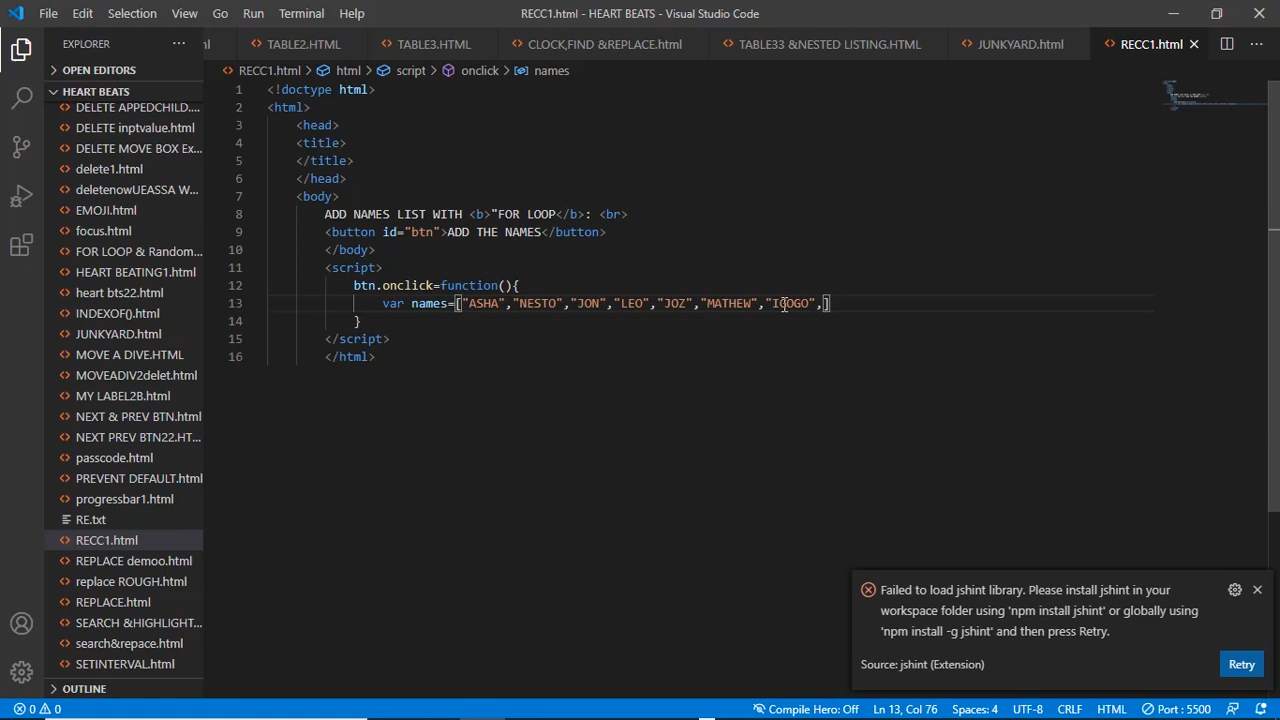 File Edit Selection View Go Run Terminal Help
RECC1.html - HEART BEATS - Visual Studio Code
EXPLORER
TABLE2.HTML
TABLE3.HTML
CLOCK,FIND &REPLACE.html
TABLE33 &NESTED LISTING.HTML
JUNKYARD.html
RECC1.html
OPEN EDITORS
HEART BEATS
DELETE APPEDCHILD....
DELETE inptvalue.html
DELETE MOVE BOX Ex...
delete1.html
deletenowUEASSA W...
EMOJI.html
focus.html
FOR LOOP & Random...
HEART BEATING1.html
heart bts22.html
INDEXOF().html
JUNKYARD.html
MOVE A DIVE.HTML
MOVEADIV2delet.html
MY LABEL2B.html
NEXT & PREV BTN.html
NEXT PREV BTN22.HT...
passcode.html
PREVENT DEFAULT.html
progressbar1.html
RE.txt
RECC1.html
REPLACE demoo.html
replace ROUGH.html
REPLACE.html
SEARCH &HIGHLIGHT...
search&repace.html
SETINTERVAL.html
OUTLINE
RECC1.html > html > script > onclick > names
1 <!doctype html>
2 <html>
3 <head>
4 <title>
5 </title>
6 </head>
7 <body>
8 ADD NAMES LIST WITH <b>"FOR LOOP</b>: <br>
9 <button id="btn">ADD THE NAMES</button>
10 </body>
11 <script>
12 btn.onclick=function(){
13 var names=["ASHA","NESTO","JON","LEO","JOZ","MATHEW",
14 }
15 </script>
16 </html>
Failed to load jshint library. Please install jshint in your
workspace folder using 'npm install jshint' or globally using
'npm install -g jshint' and then press Retry.
Source: jshint (Extension)
Retry
0 0
Compile Hero: Off Ln 13, Col 76 Spaces: 4 UTF-8 CRLF HTML Port : 5500